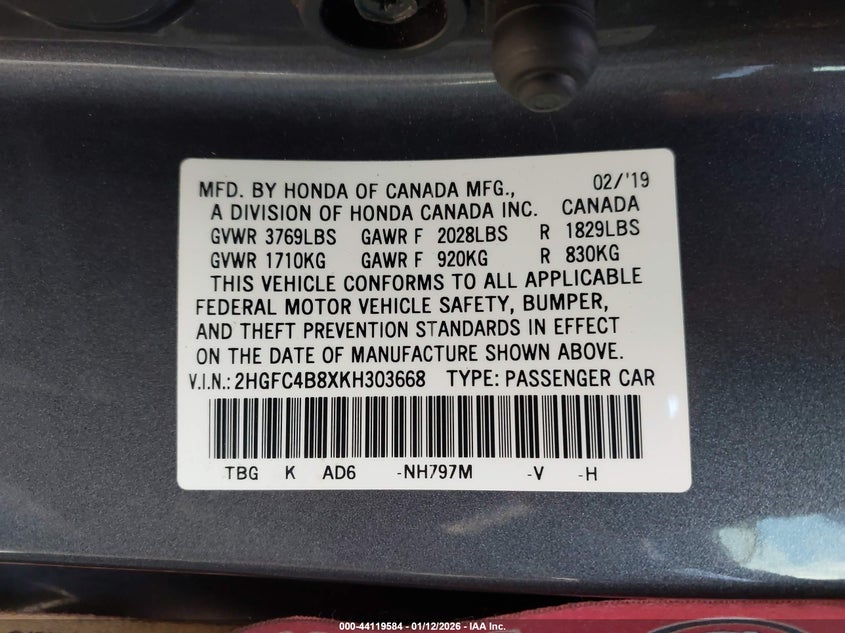 MFD. BY HONDA OF CANADA MFG., 02/'19
A DIVISION OF HONDA CANADA INC. CANADA
GVWR 3769LBS GAWR F 2028LBS R 1829LBS
GVWR 1710KG GAWR F 920KG R 830KG
THIS VEHICLE CONFORMS TO ALL APPLICABLE
FEDERAL MOTOR VEHICLE SAFETY, BUMPER,
AND THEFT PREVENTION STANDARDS IN EFFECT
ON THE DATE OF MANUFACTURE SHOWN ABOVE.
V.I.N.: 2HGFC4B8XKH303668 TYPE: PASSENGER CAR
TBG K AD6 -NH797M -V -H
000-44119584 - 01/12/2026 - IAA Inc.